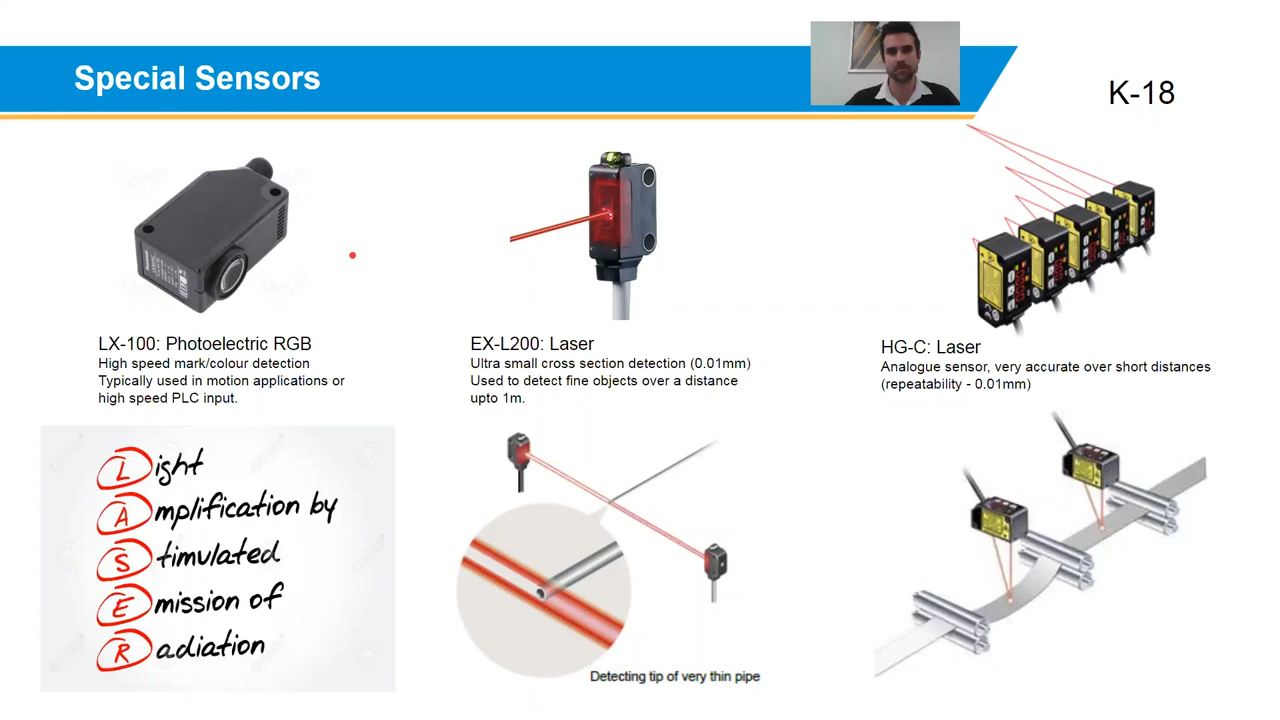 Special Sensors
K-18
LX-100: Photoelectric RGB
High speed mark/colour detection
Typically used in motion applications or
high speed PLC input.
EX-L200: Laser
Ultra small cross section detection (0.01mm)
Used to detect fine objects over a distance
upto 1m.
HG-C: Laser
Analogue sensor, very accurate over short distances
(repeatability - 0.01mm)
Light
Amplification by
Stimulated
Emission of
Radiation
Detecting tip of very thin pipe